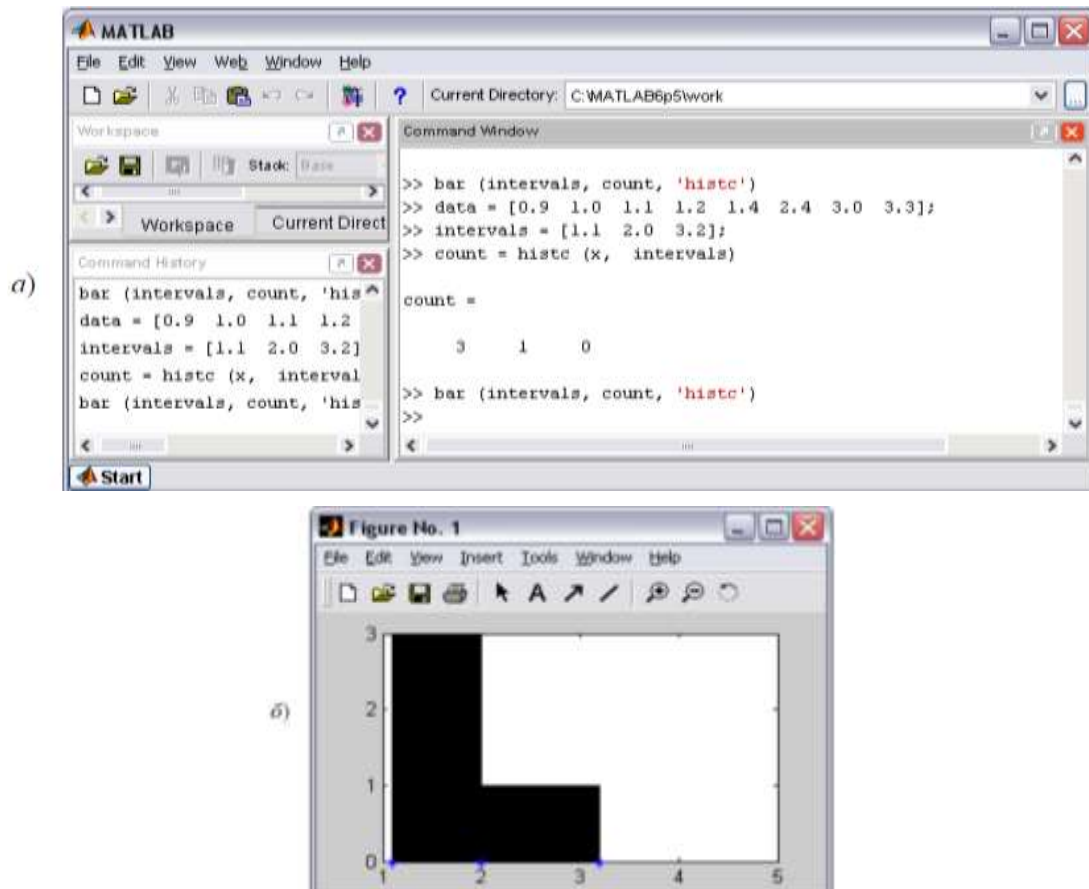 MATLAB
File Edit View Web Window Help
? Current Directory: C:\MATLAB6p5\work
Workspace
Stack: Base
Workspace Current Direct
Command History
bar (intervals, count, 'his
data = [0.9 1.0 1.1 1.2
intervals = [1.1 2.0 3.2]
count = histc (x, interval
bar (intervals, count, 'his
Command Window
>> bar (intervals, count, 'histc')
>> data = [0.9 1.0 1.1 1.2 1.4 2.4 3.0 3.3];
>> intervals = [1.1 2.0 3.2];
>> count = histc (x, intervals)
count =
3 1 0
>> bar (intervals, count, 'histc')
>>
Start
а)
Figure No. 1
File Edit View Insert Tools Window Help
A
3
2
1
0
1 2 3 4 5
б)